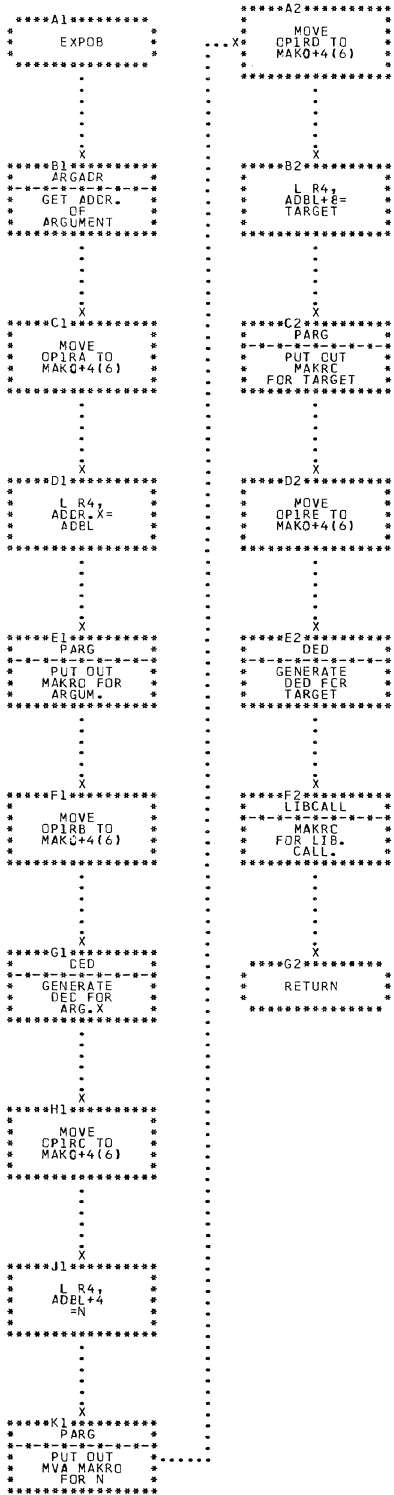 A1
EXPOB
B1
ARGADR
GET ADDR.
OF
ARGUMENT
C1
MOVE
OP1RA TO
MAKO+4(6)
D1
L R4,
ADDR.X=
ADBL
E1
PARG
PUT OUT
MAKRO FOR
ARGUM.
F1
MOVE
OP1RB TO
MAKO+4(6)
G1
DED
GENERATE
DED FOR
ARG.X
H1
MOVE
OP1RC TO
MAKO+4(6)
J1
L R4,
ADBL+4
=N
K1
PARG
PUT OUT
MVA MAKRO
FOR N
A2
MOVE
OP1RD TO
MAKO+4(6)
B2
L R4,
ADBL+8=
TARGET
C2
PARG
PUT OUT
MAKRO
FOR TARGET
D2
MOVE
OP1RE TO
MAKO+4(6)
E2
DED
GENERATE
DED FOR
TARGET
F2
LIBCALL
MAKRO
FOR LIB.
CALL.
G2
RETURN